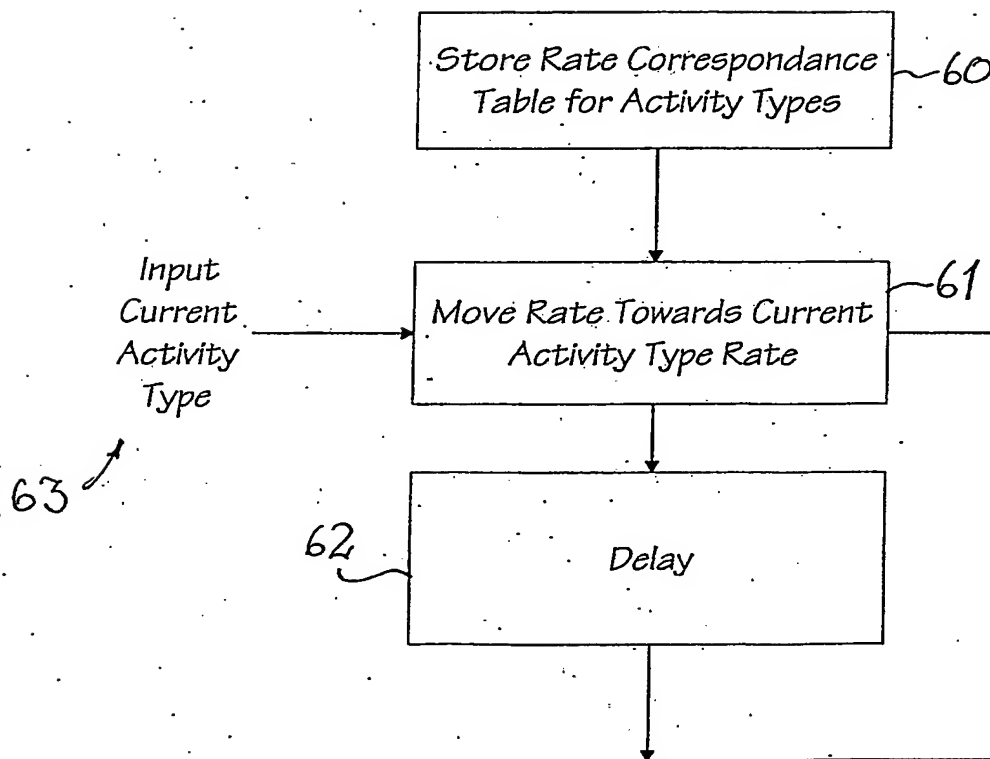 Store Rate Correspondance
Table for Activity Types
60
Input
Current
Activity
Type
63
Move Rate Towards Current
Activity Type Rate
61
62
Delay